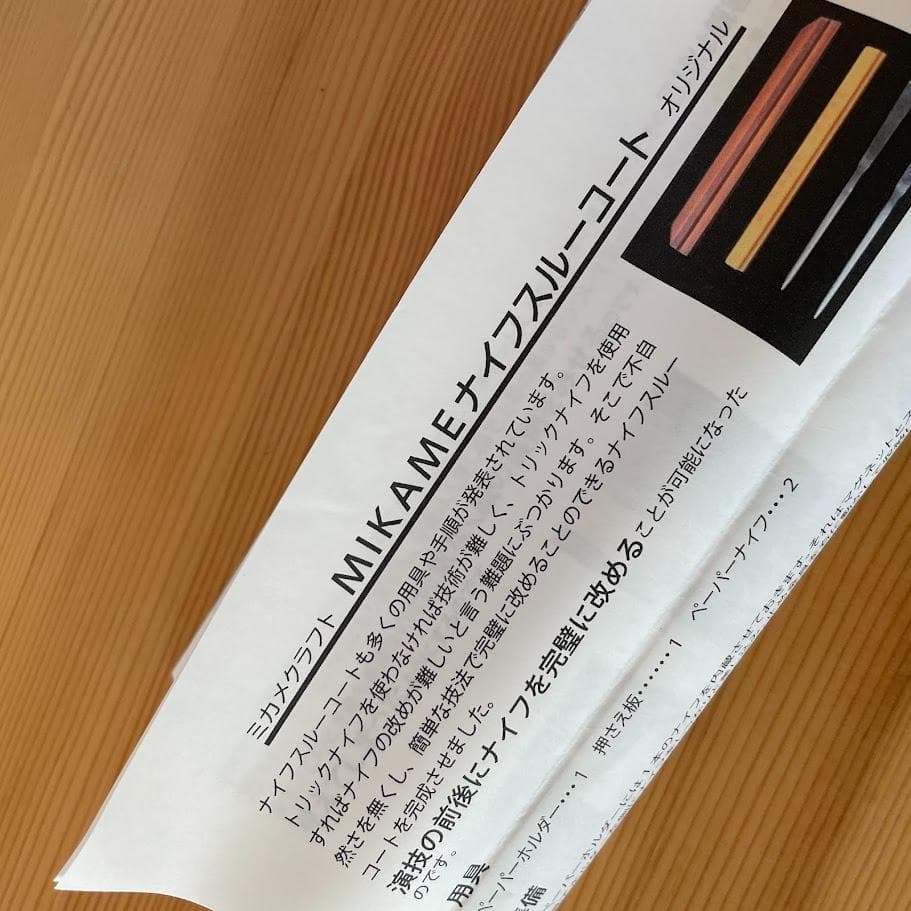 ミカメクラフト MIKAMEナイフスルーコート オリジナル
ナイフスルーコートも多くの用具や手順が発表されています。
トリックナイフを使わなければ技術が難しく、トリックナイフを使用
すればナイフの改めが難しいと言う難題にぶつかります。そこで不自
然さを無くし、簡単な技法で完璧に改めることのできるナイフスルー
コートを完成させました。
演技の前後にナイフを完璧に改めることが可能になった
のです。
用具
ペーパーホルダー・・・1 押さえ板・・・・・・1 ペーパーナイフ・・・2
備